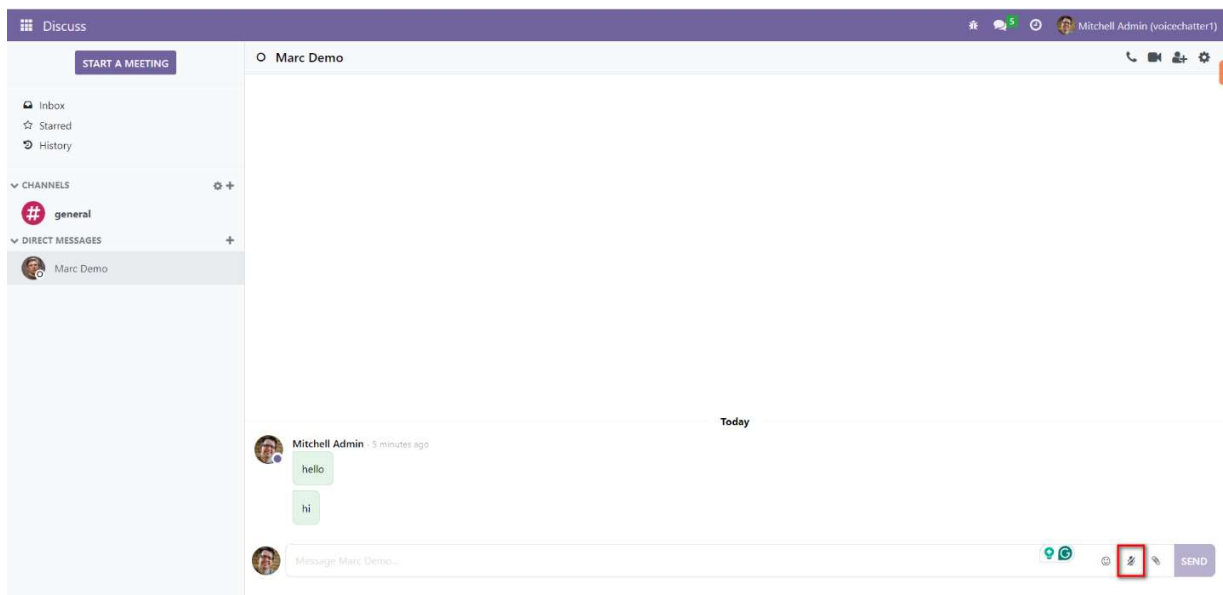 Discuss
5
Mitchell Admin (voicechatter1)
START A MEETING
Marc Demo
Inbox
Starred
History
CHANNELS
general
DIRECT MESSAGES
Marc Demo
Today
Mitchell Admin - 5 minutes ago
hello
hi
Message Marc Demo...
SEND